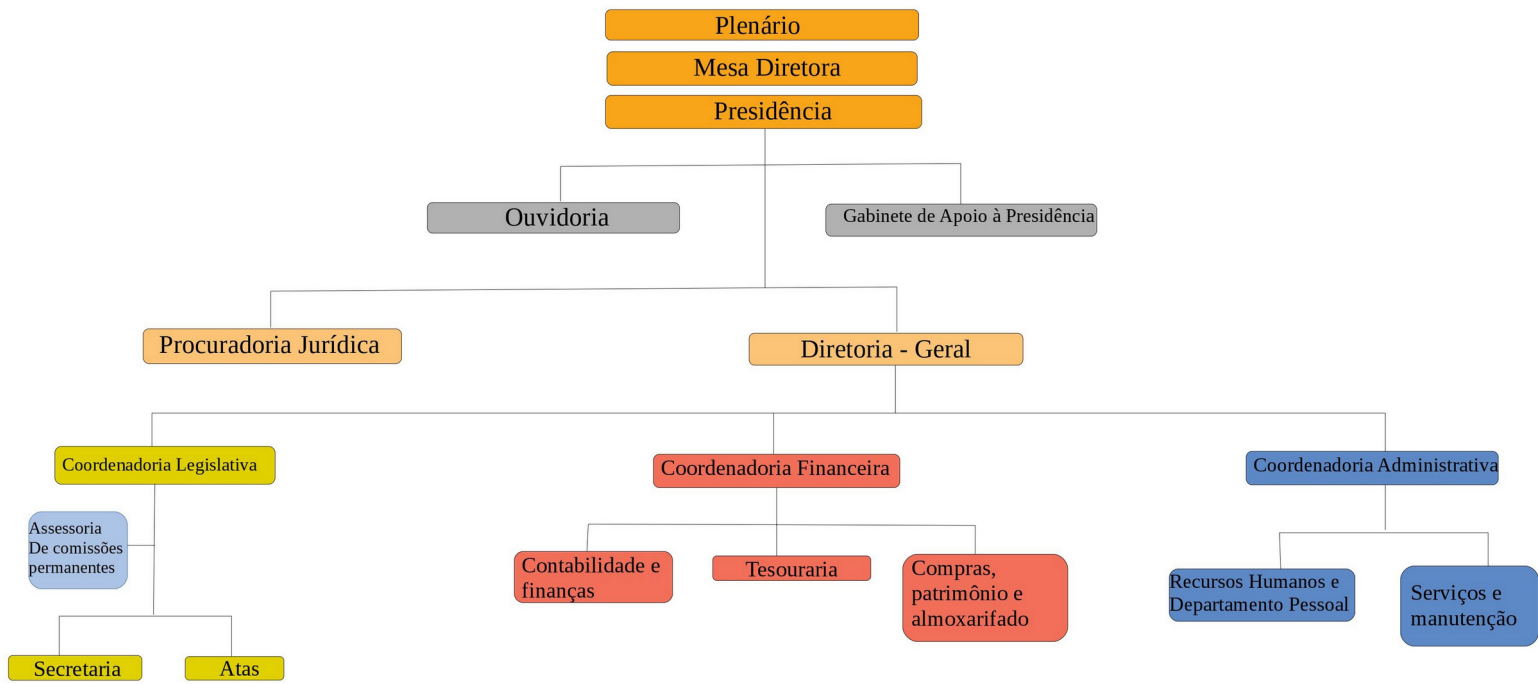 Plenário
Mesa Diretora
Presidência
Ouvidoria
Gabinete de Apoio à Presidência
Procuradoria Jurídica
Diretoria - Geral
Coordenadoria Legislativa
Coordenadoria Financeira
Coordenadoria Administrativa
Assessoria
De comissões
permanentes
Contabilidade e
finanças
Tesouraria
Compras,
patrimônio e
almoxarifado
Recursos Humanos e
Departamento Pessoal
Serviços e
manutenção
Secretaria
Atas